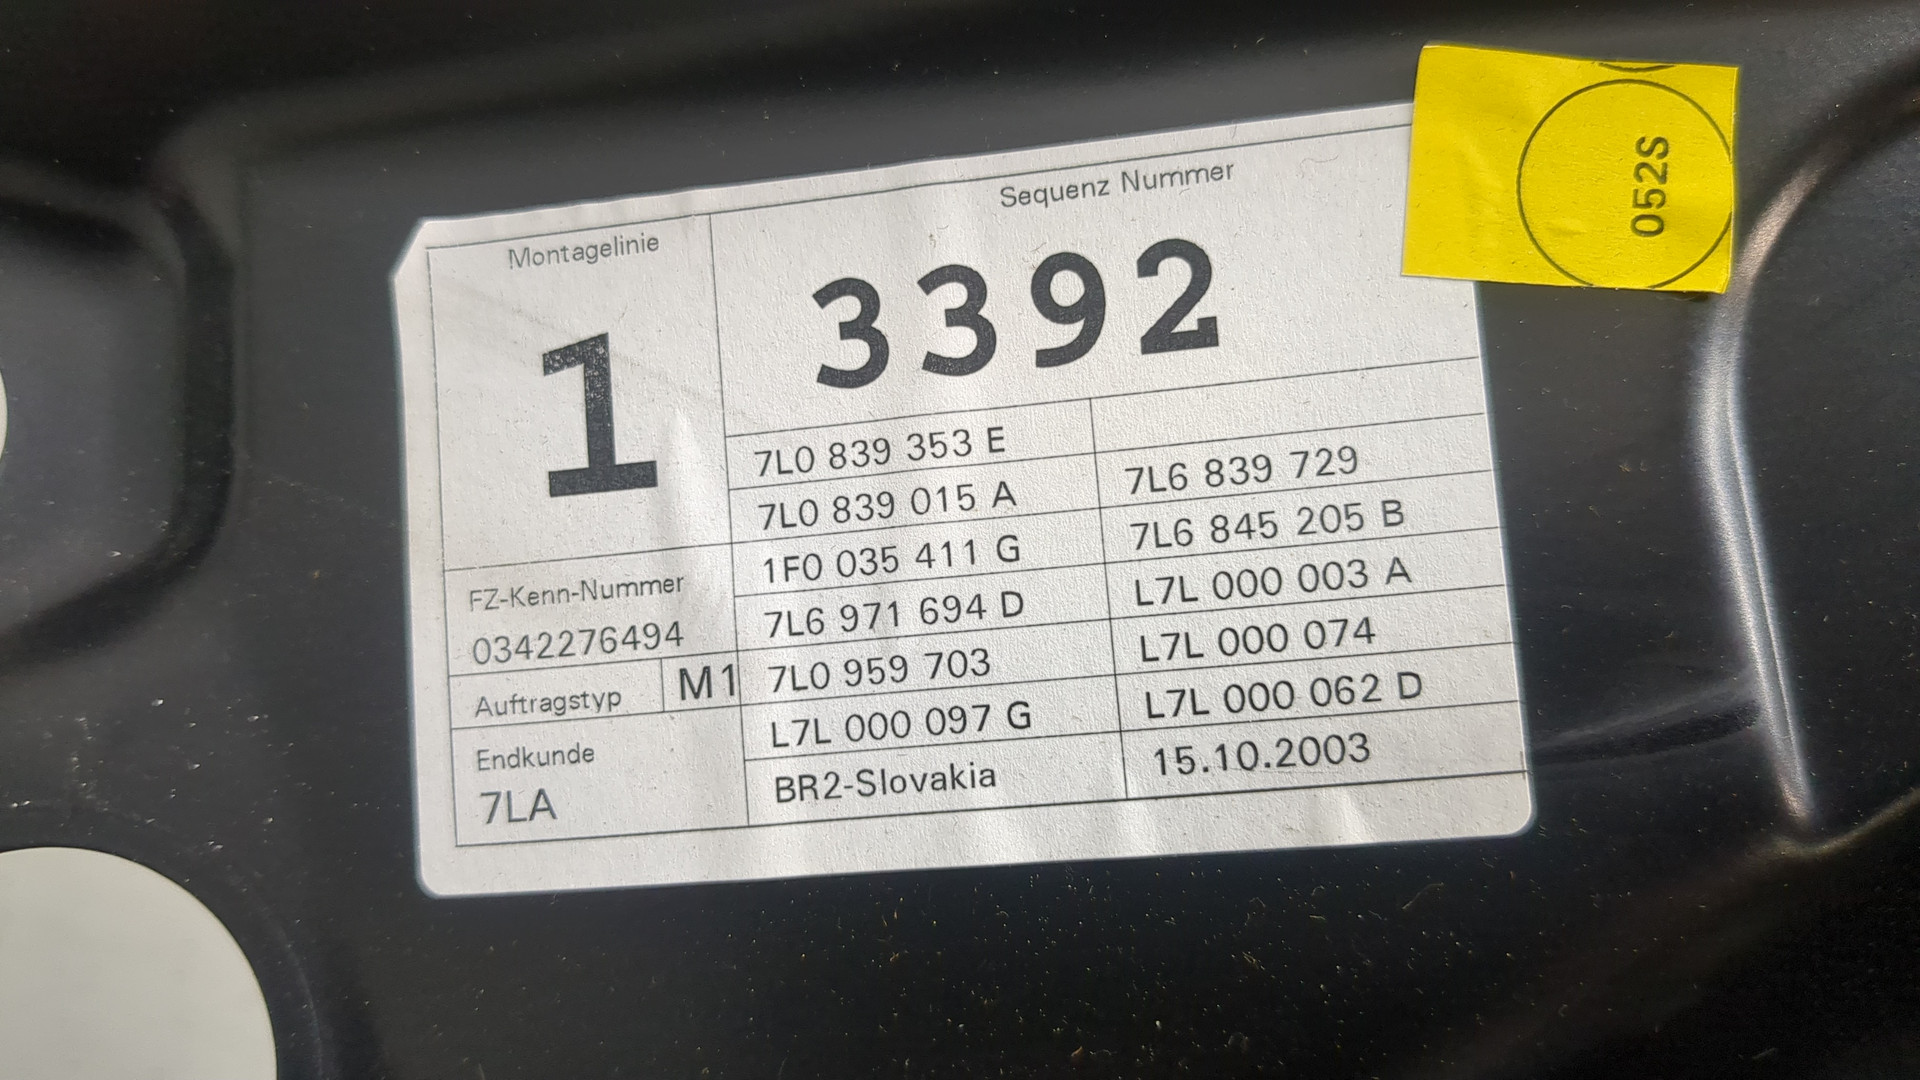 0522S
Montagelinie
1
Sequenz Nummer
3392
7L0 839 353 E
7L0 839 015 A
7L6 839 729
1F0 035 411 G
7L6 845 205 B
7L6 971 694 D
L7L 000 003 A
7L0 959 703
L7L 000 074
L7L 000 097 G
L7L 000 062 D
BR2-Slovakia
15.10.2003
FZ-Kenn-Nummer
0342276494
Auftragstyp
M1
Endkunde
7LA